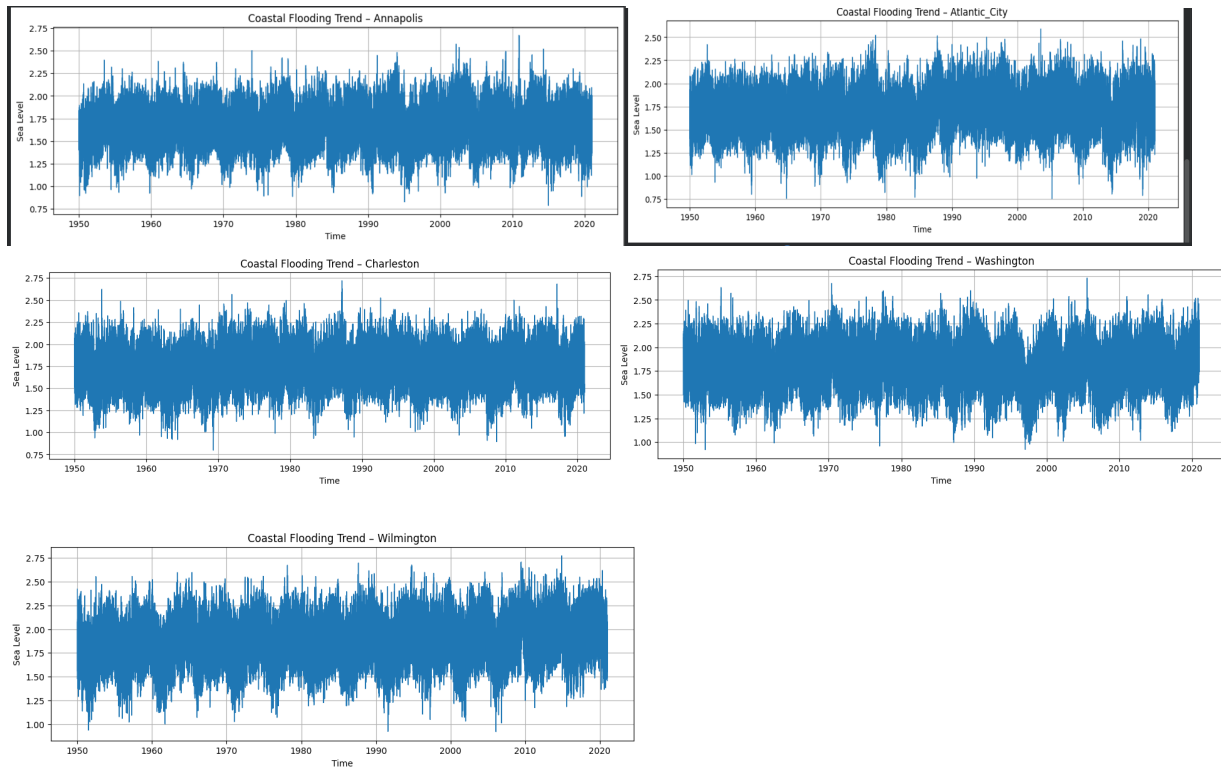 Coastal Flooding Trend – Annapolis
2.75
2.50
2.25
2.00
1.75
1.50
1.25
1.00
0.75
Sea Level
1950 1960 1970 1980 1990 2000 2010 2020
Time
Coastal Flooding Trend – Atlantic_City
2.50
2.25
2.00
1.75
1.50
1.25
1.00
0.75
Sea Level
1950 1960 1970 1980 1990 2000 2010 2020
Time
Coastal Flooding Trend – Charleston
2.75
2.50
2.25
2.00
1.75
1.50
1.25
1.00
0.75
Sea Level
1950 1960 1970 1980 1990 2000 2010 2020
Time
Coastal Flooding Trend – Washington
2.75
2.50
2.25
2.00
1.75
1.50
1.25
1.00
Sea Level
1950 1960 1970 1980 1990 2000 2010 2020
Time
Coastal Flooding Trend – Wilmington
2.75
2.50
2.25
2.00
1.75
1.50
1.25
1.00
Sea Level
1950 1960 1970 1980 1990 2000 2010 2020
Time